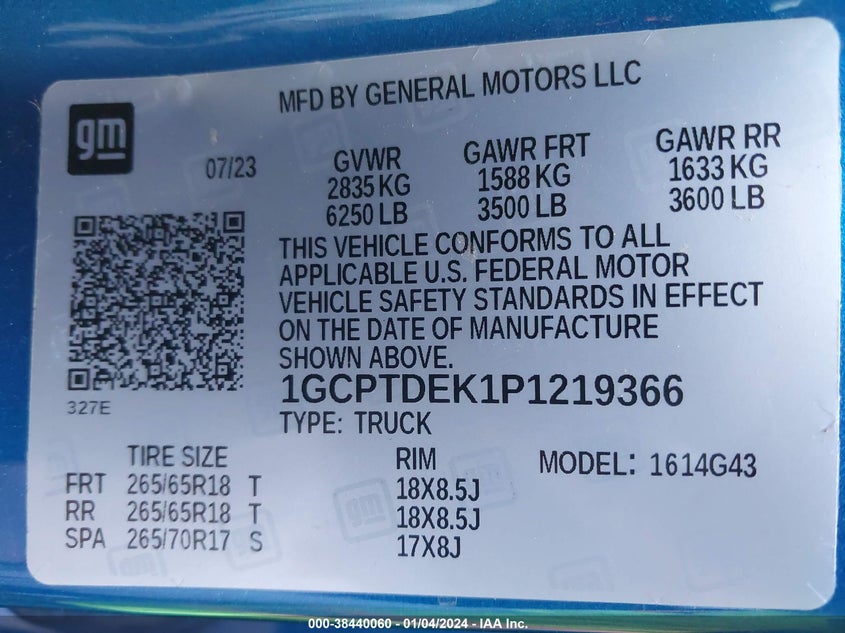 MFD BY GENERAL MOTORS LLC
gm
07/23
GVWR
2835 KG
6250 LB
GAWR FRT
1588 KG
3500 LB
GAWR RR
1633 KG
3600 LB
THIS VEHICLE CONFORMS TO ALL
APPLICABLE U.S. FEDERAL MOTOR
VEHICLE SAFETY STANDARDS IN EFFECT
ON THE DATE OF MANUFACTURE
SHOWN ABOVE.
1GCPTDEK1P1219366
327E
TYPE: TRUCK
TIRE SIZE RIM MODEL: 1614G43
FRT 265/65R18 T 18X8.5J
RR 265/65R18 T 18X8.5J
SPA 265/70R17 S 17X8J
gm
000-38440060 - 01/04/2024 - IAA Inc.